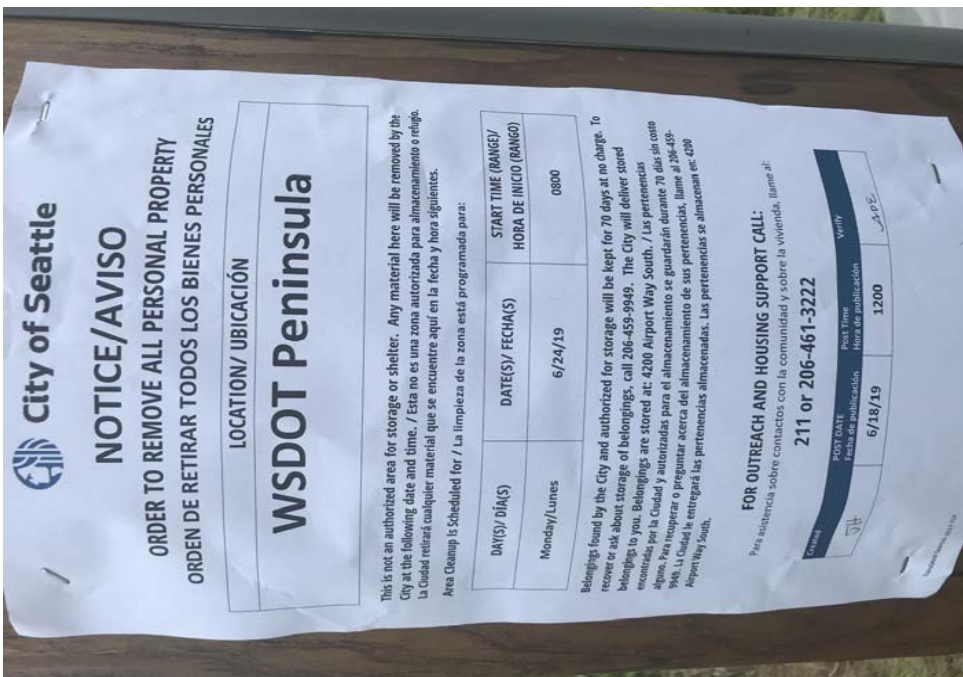 City of Seattle
NOTICE/AVISO
ORDER TO REMOVE ALL PERSONAL PROPERTY
ORDEN DE RETIRAR TODOS LOS BIENES PERSONALES
LOCATION/ UBICACIÓN
WSDOT Peninsula
This is not an authorized area for storage or shelter. Any material here will be removed by the
City at the following date and time. / Esta no es una zona autorizada para almacenamiento o refugio.
La Ciudad retirará cualquier material que se encuentre aquí en la fecha y hora siguientes.
Area Cleanup Is Scheduled for / La limpieza de la zona está programada para:
DAY(S)/ DÍA(S) DATE(S)/ FECHA(S) START TIME (RANGE)/
HORA DE INICIO (RANGO)
Monday/Lunes 6/24/19 0800
Belongings found by the City and authorized for storage will be kept for 70 days at no charge. To
recover or ask about storage of belongings, call 206-459-9949. The City will deliver stored
belongings to you. Belongings are stored at: 4200 Airport Way South. / Las pertenencias
encontradas por la Ciudad y autorizadas para el almacenamiento se guardarán durante 70 días sin costo
alguno. Para recuperar o preguntar acerca del almacenamiento de sus pertenencias, llame al 206-459-
9949. La Ciudad le entregará las pertenencias almacenadas. Las pertenencias se almacenan en: 4200
Airport Way South.
FOR OUTREACH AND HOUSING SUPPORT CALL:
Para asistencia sobre contactos con la comunidad y sobre la vivienda, llame al:
211 or 206-461-3222
POST DATE Post Time Verify
Fecha de publicación Hora de publicación
6/18/19 1200